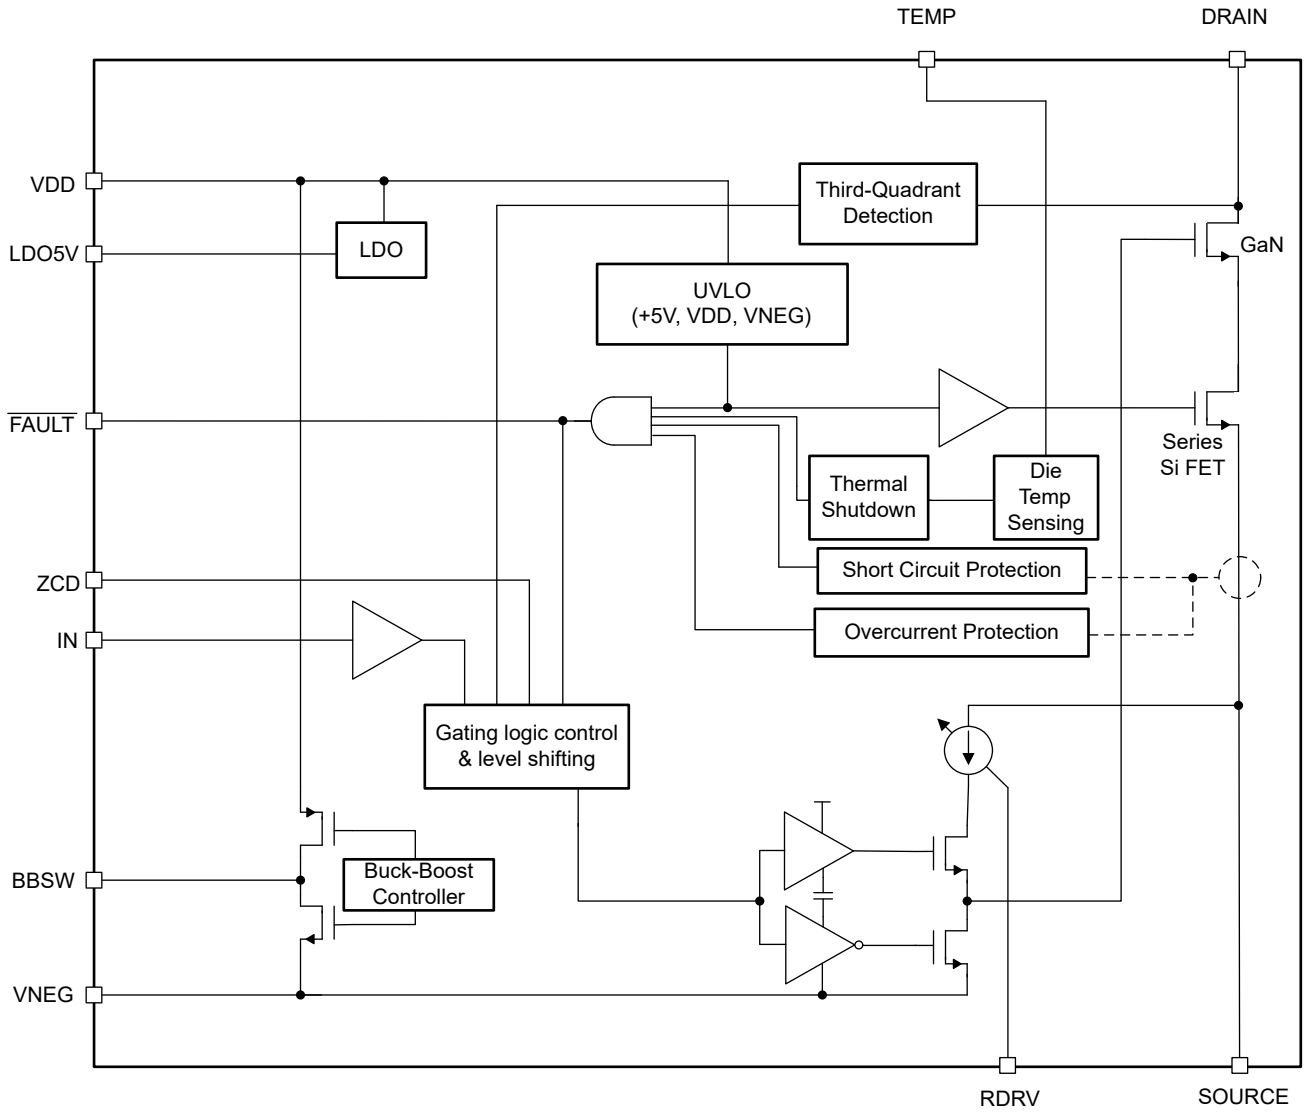 TEMP
DRAIN
VDD
Third-Quadrant
Detection
LDO5V
LDO
GaN
UVLO
(+5V, VDD, VNEG)
FAULT
Series
Si FET
Thermal
Shutdown
Die
Temp
Sensing
Short Circuit Protection
ZCD
Overcurrent Protection
IN
Gating logic control
& level shifting
BBSW
Buck-Boost
Controller
VNEG
RDRV
SOURCE